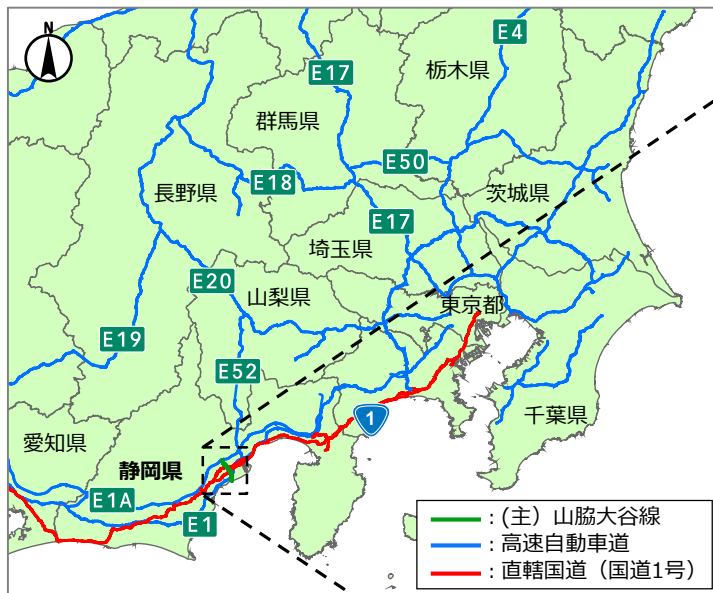 N
E4
E17
栃木県
群馬県
E50
E18
長野県
茨城県
E17
埼玉県
E20
山梨県
東京都
E19
E52
1
千葉県
愛知県
静岡県
E1A
E1
:(主)山脇大谷線
:高速自動車道
:直轄国道(国道1号)